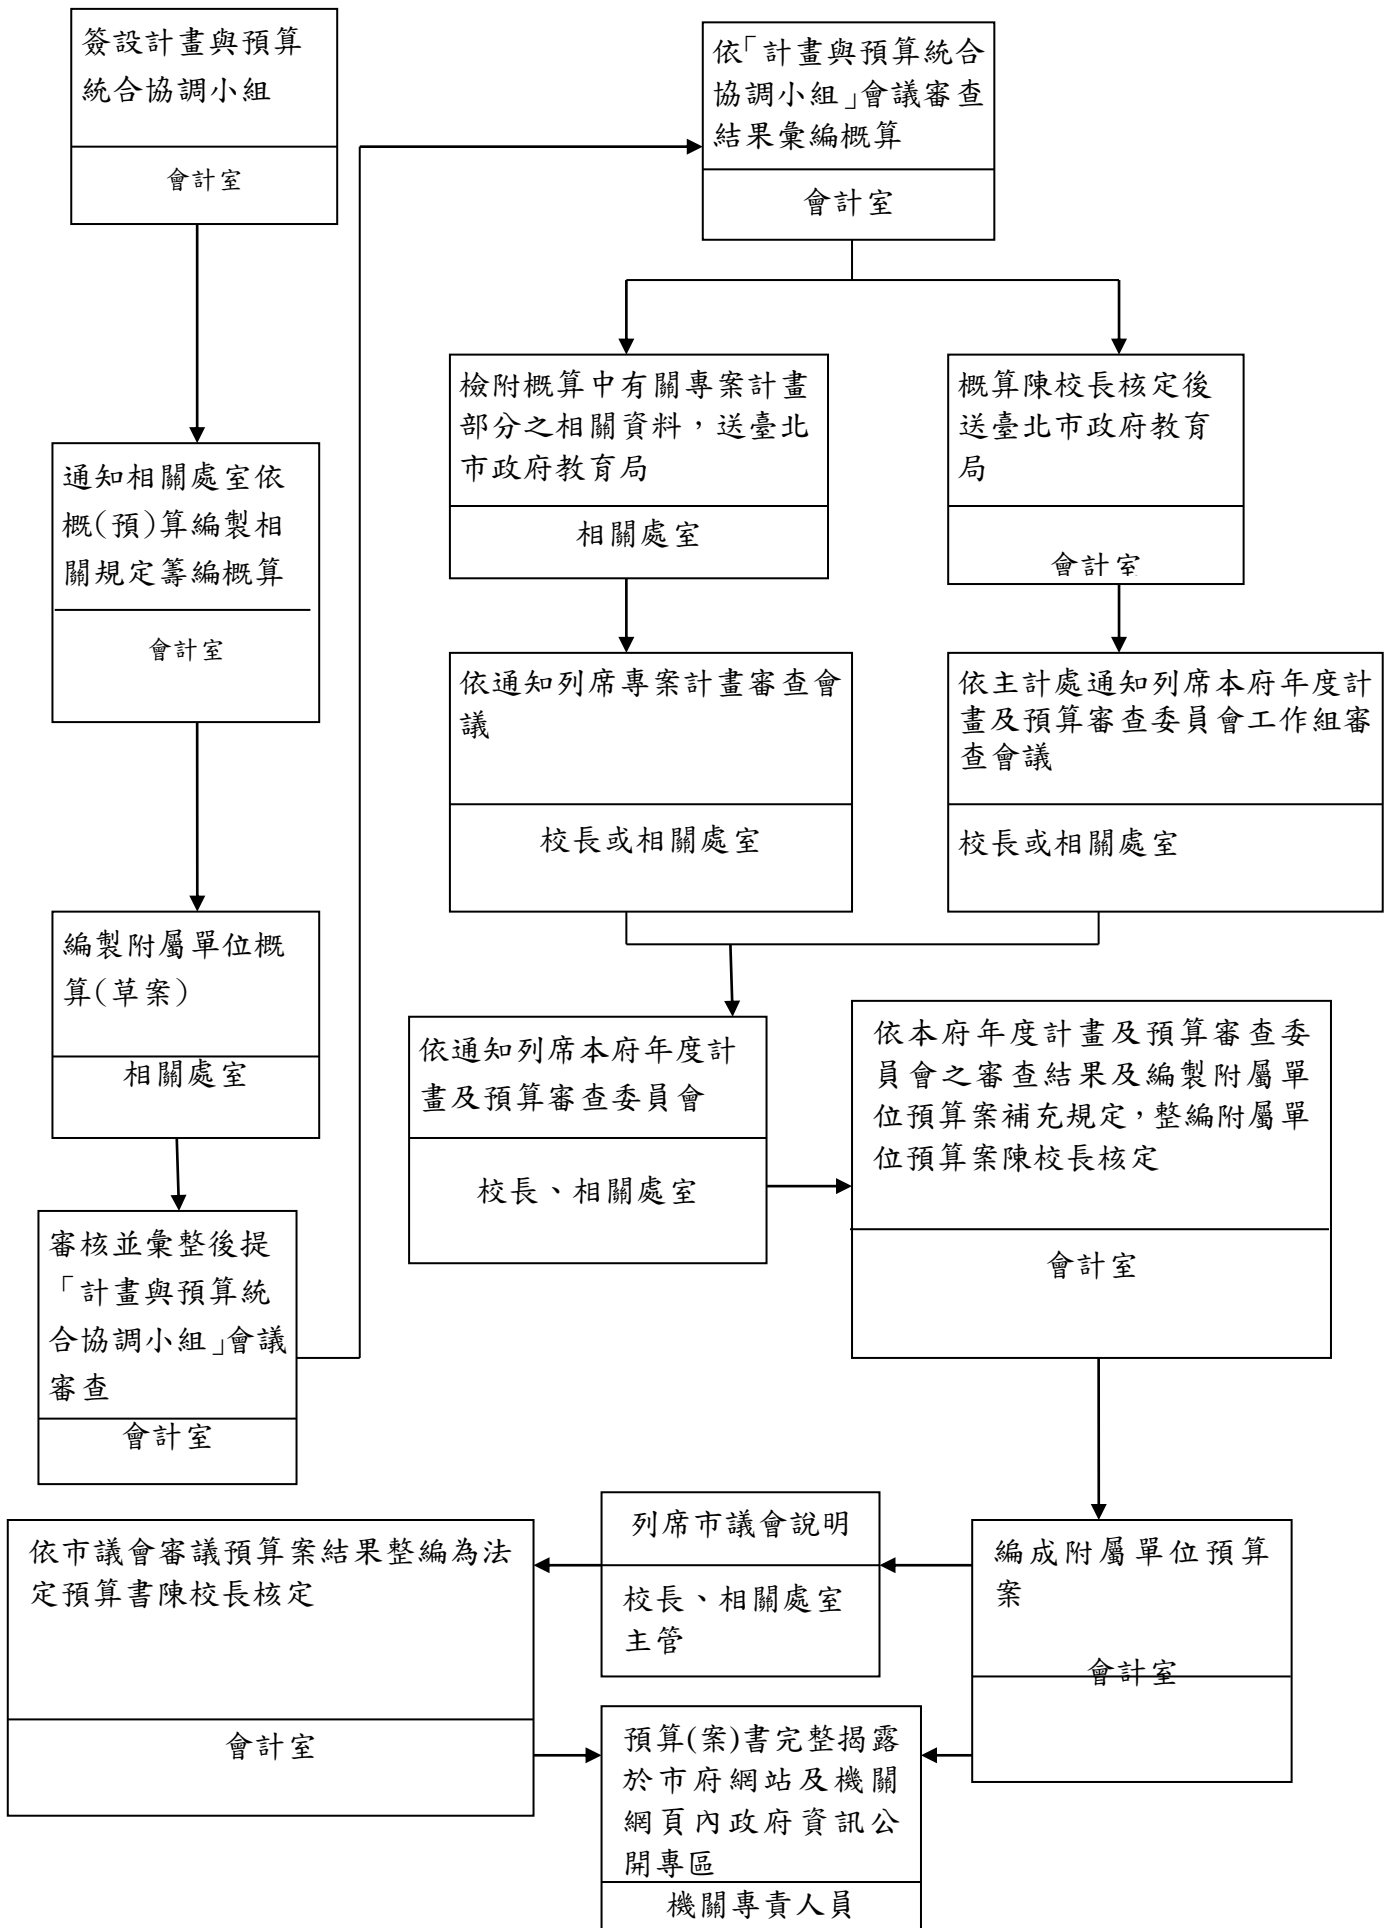 簽設計畫與預算
統合協調小組
會計室
通知相關處室依
概(預)算編製相
關規定籌編概算
會計室
編製附屬單位概
算(草案)
相關處室
審核並彙整後提
「計畫與預算統
合協調小組」會議
審查
會計室
依「計畫與預算統合
協調小組」會議審查
結果彙編概算
會計室
檢附概算中有關專案計畫
部分之相關資料，送臺北
市政府教育局
相關處室
概算陳校長核定後
送臺北市政府教育
局
會計室
依通知列席專案計畫審查會
議
校長或相關處室
依主計處通知列席本府年度計
畫及預算審查委員會工作組審
查會議
校長或相關處室
依通知列席本府年度計
畫及預算審查委員會
校長、相關處室
依本府年度計畫及預算審查委
員會之審查結果及編製附屬單
位預算案補充規定，整編附屬單
位預算案陳校長核定
會計室
編成附屬單位預算
案
會計室
列席市議會說明
校長、相關處室
主管
依市議會審議預算案結果整編為法
定預算書陳校長核定
會計室
預算(案)書完整揭露
於市府網站及機關
網頁內政府資訊公
開專區
機關專責人員